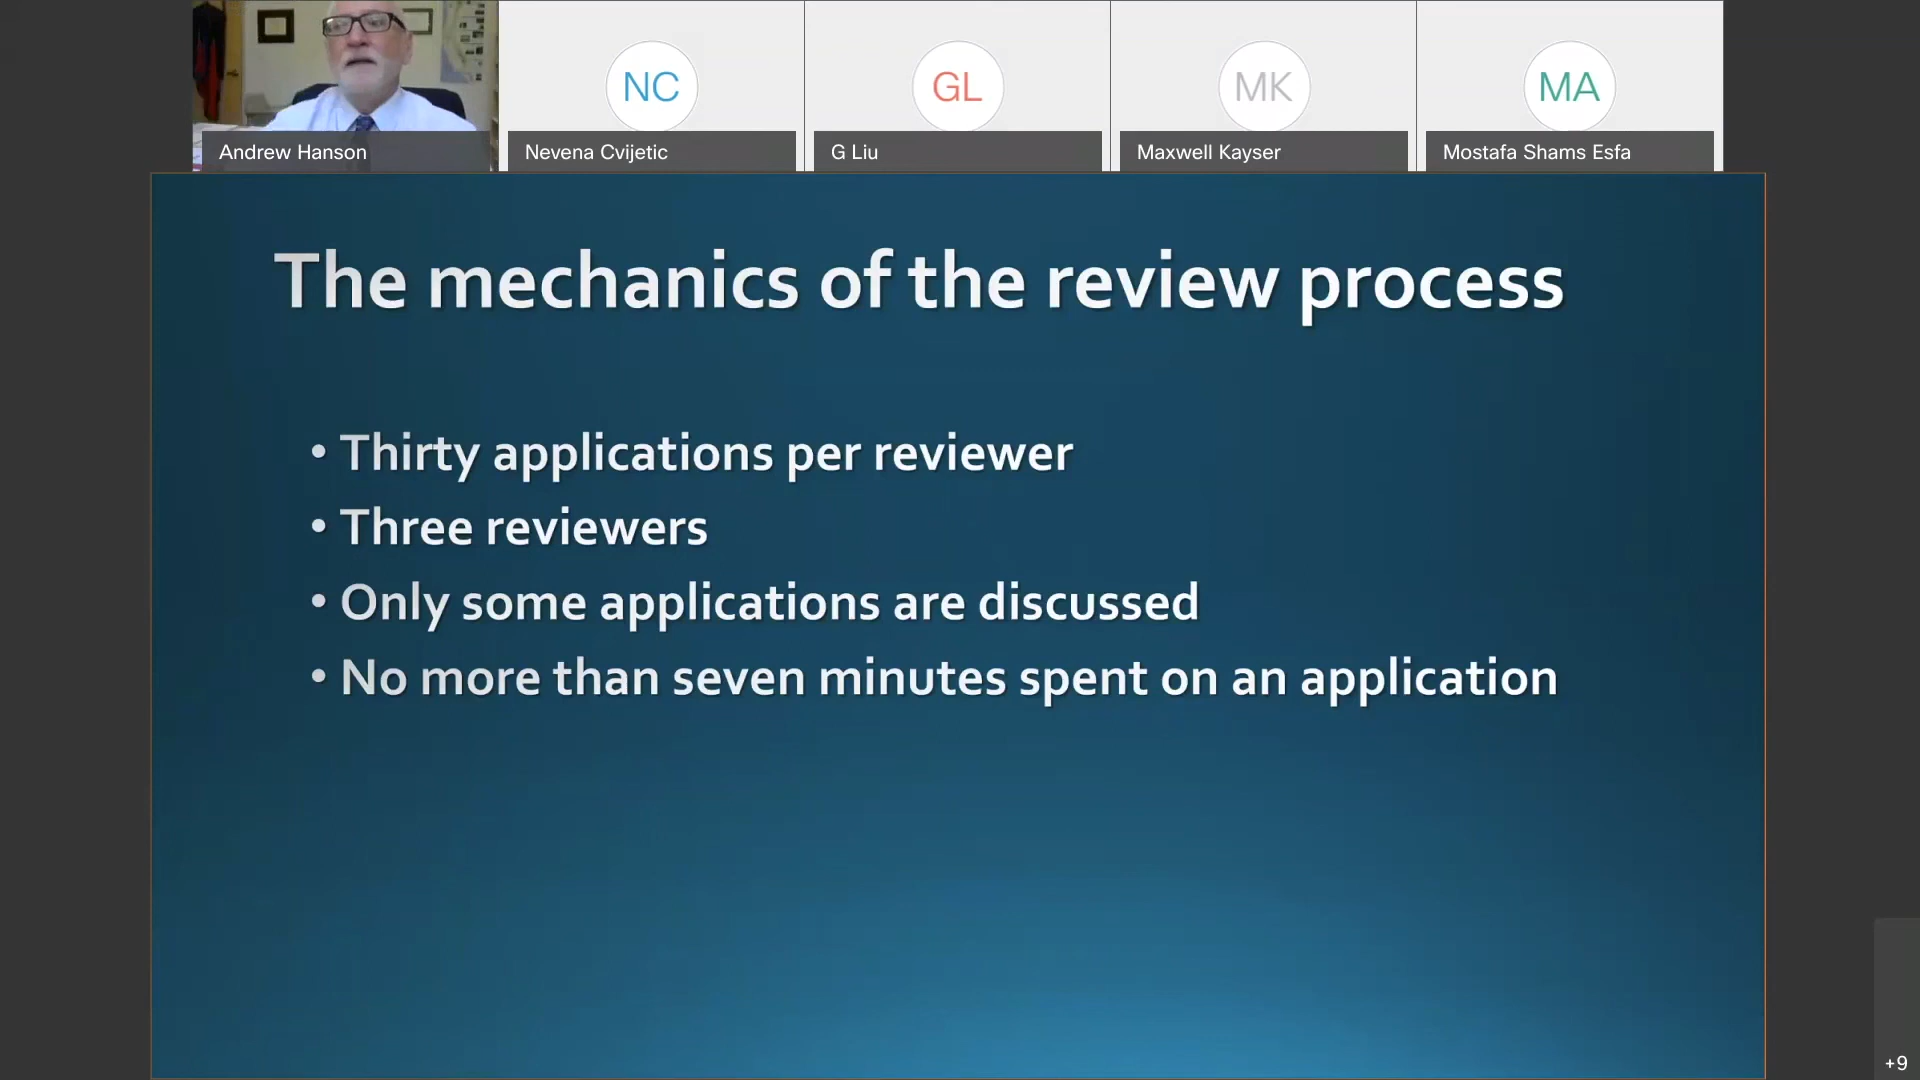 NC
GL
MK
MA
Andrew Hanson
Nevena Cvijetic
G Liu
Maxwell Kayser
Mostafa Shams Esfa
The mechanics of the review process
• Thirty applications per reviewer
• Three reviewers
• Only some applications are discussed
• No more than seven minutes spent on an application
+9